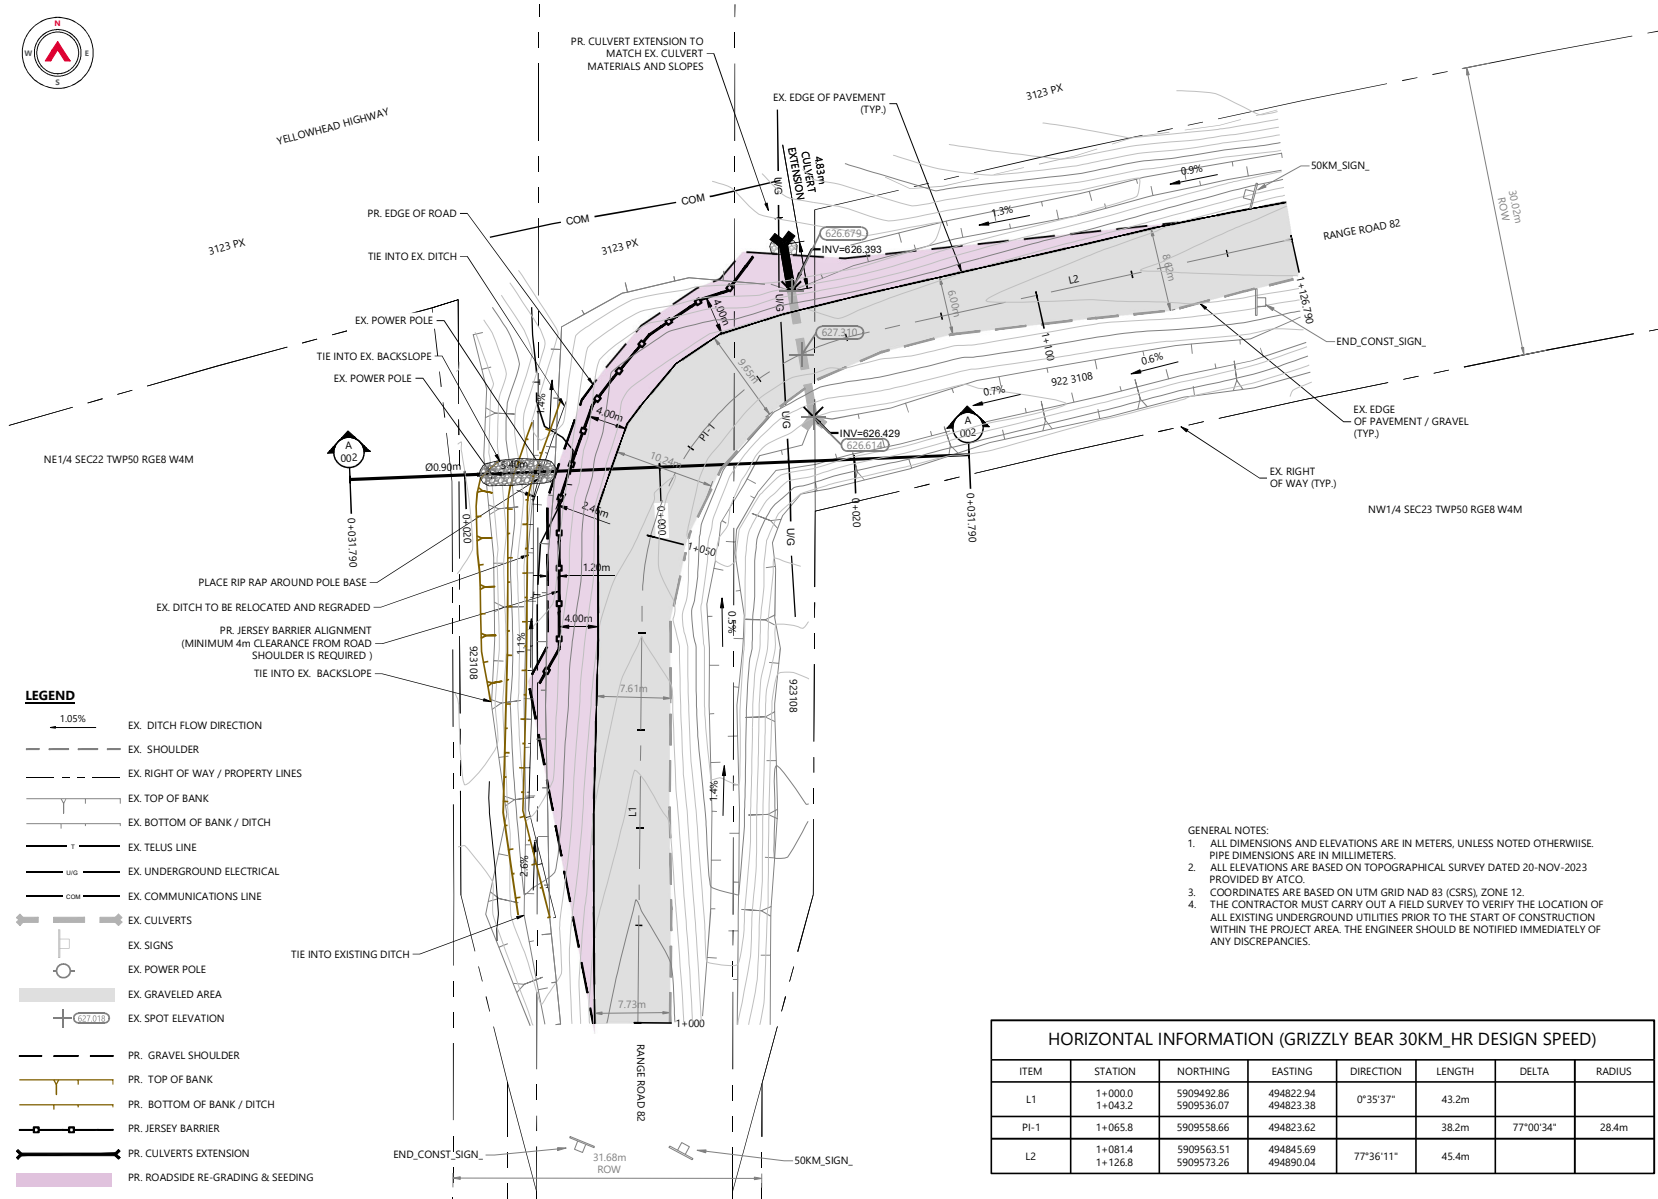 N
W
E
S
PR. CULVERT EXTENSION TO
MATCH EX. CULVERT
MATERIALS AND SLOPES
EX. EDGE OF PAVEMENT
(TYP.)
3123 PX
YELLOWHEAD HIGHWAY
U/G
4.83m
CULVERT
EXTENSION
50KM_SIGN_
0.9%
30.02m
ROW
COM
COM
1.3%
PR. EDGE OF ROAD
3123 PX
3123 PX
626.679
INV=626.393
RANGE ROAD 82
TIE INTO EX. DITCH
8.62m
L2
6.00m
1+126.790
U/G
4.00m
EX. POWER POLE
627.310
1+100
END_CONST_SIGN_
TIE INTO EX. BACKSLOPE
EX. POWER POLE
9.65m
0.6%
922 3108
0.7%
1.4%
4.00m
U/G
PI-1
INV=626.429
626.614
A
002
EX. EDGE
OF PAVEMENT / GRAVEL
(TYP.)
A
002
NE1/4 SEC22 TWP50 RGE8 W4M
Ø0.90m
5.40m
10.24m
EX. RIGHT
OF WAY (TYP.)
NW1/4 SEC23 TWP50 RGE8 W4M
0+031.790
0+020
2.46m
0+000
U/G
0+020
0+031.790
1+050
PLACE RIP RAP AROUND POLE BASE
1.20m
EX. DITCH TO BE RELOCATED AND REGRADED
PR. JERSEY BARRIER ALIGNMENT
(MINIMUM 4m CLEARANCE FROM ROAD
SHOULDER IS REQUIRED )
4.00m
0.5%
1.1%
TIE INTO EX. BACKSLOPE
923108
7.61m
923108
1.4%
L1
2.6%
TIE INTO EXISTING DITCH
7.73m
1+000
RANGE ROAD 82
END_CONST_SIGN_
31.68m
ROW
50KM_SIGN_
LEGEND
1.05%
EX. DITCH FLOW DIRECTION
EX. SHOULDER
EX. RIGHT OF WAY / PROPERTY LINES
EX. TOP OF BANK
EX. BOTTOM OF BANK / DITCH
T
EX. TELUS LINE
U/G
EX. UNDERGROUND ELECTRICAL
COM
EX. COMMUNICATIONS LINE
EX. CULVERTS
EX. SIGNS
EX. POWER POLE
EX. GRAVELED AREA
627.018
EX. SPOT ELEVATION
PR. GRAVEL SHOULDER
PR. TOP OF BANK
PR. BOTTOM OF BANK / DITCH
PR. JERSEY BARRIER
PR. CULVERTS EXTENSION
PR. ROADSIDE RE-GRADING & SEEDING
GENERAL NOTES:
1. ALL DIMENSIONS AND ELEVATIONS ARE IN METERS, UNLESS NOTED OTHERWIISE.
PIPE DIMENSIONS ARE IN MILLIMETERS.
2. ALL ELEVATIONS ARE BASED ON TOPOGRAPHICAL SURVEY DATED 20-NOV-2023
PROVIDED BY ATCO.
3. COORDINATES ARE BASED ON UTM GRID NAD 83 (CSRS), ZONE 12.
4. THE CONTRACTOR MUST CARRY OUT A FIELD SURVEY TO VERIFY THE LOCATION OF
ALL EXISTING UNDERGROUND UTILITIES PRIOR TO THE START OF CONSTRUCTION
WITHIN THE PROJECT AREA. THE ENGINEER SHOULD BE NOTIFIED IMMEDIATELY OF
ANY DISCREPANCIES.
HORIZONTAL INFORMATION (GRIZZLY BEAR 30KM_HR DESIGN SPEED)
ITEM STATION NORTHING EASTING DIRECTION LENGTH DELTA RADIUS
L1 1+000.0 5909492.86 494822.94 0°35'37" 43.2m
1+043.2 5909536.07 494823.38
PI-1 1+065.8 5909558.66 494823.62 38.2m 77°00'34" 28.4m
L2 1+081.4 5909563.51 494845.69 77°36'11" 45.4m
1+126.8 5909573.26 494890.04